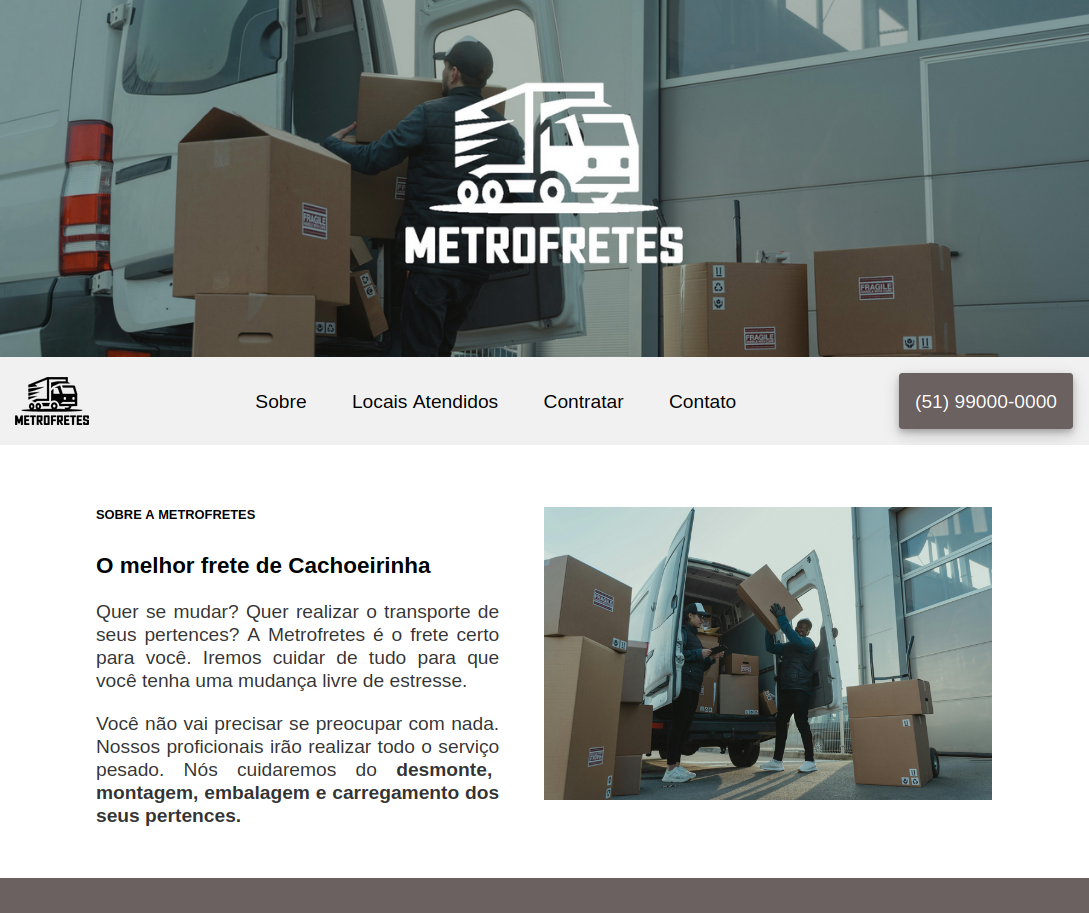 FRAGILE
METROFRETES
FRAGILE
FRAGILE
METROFRETES
Sobre
Locais Atendidos
Contratar
Contato
(51) 99000-0000
SOBRE A METROFRETES
O melhor frete de Cachoeirinha
Quer se mudar? Quer realizar o transporte de
seus pertences? A Metrofretes é o frete certo
para você. Iremos cuidar de tudo para que
você tenha uma mudança livre de estresse.
Você não vai precisar se preocupar com nada.
Nossos proficionais irão realizar todo o serviço
pesado. Nós cuidaremos do desmonte,
montagem, embalagem e carregamento dos
seus pertences.